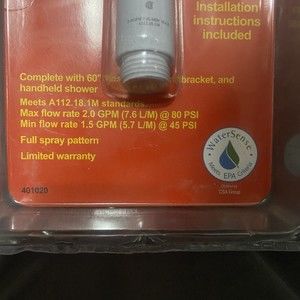 Installation
instructions
included
Complete with 60" bracket, and
handheld shower
Meets A112.18.1M standards
Max flow rate 2.0 GPM (7.6 L/M) @ 80 PSI
Min flow rate 1.5 GPM (5.7 L/M) @ 45 PSI
Full spray pattern
Limited warranty
WaterSense
Meets EPA Criteria
CSA Group
401020